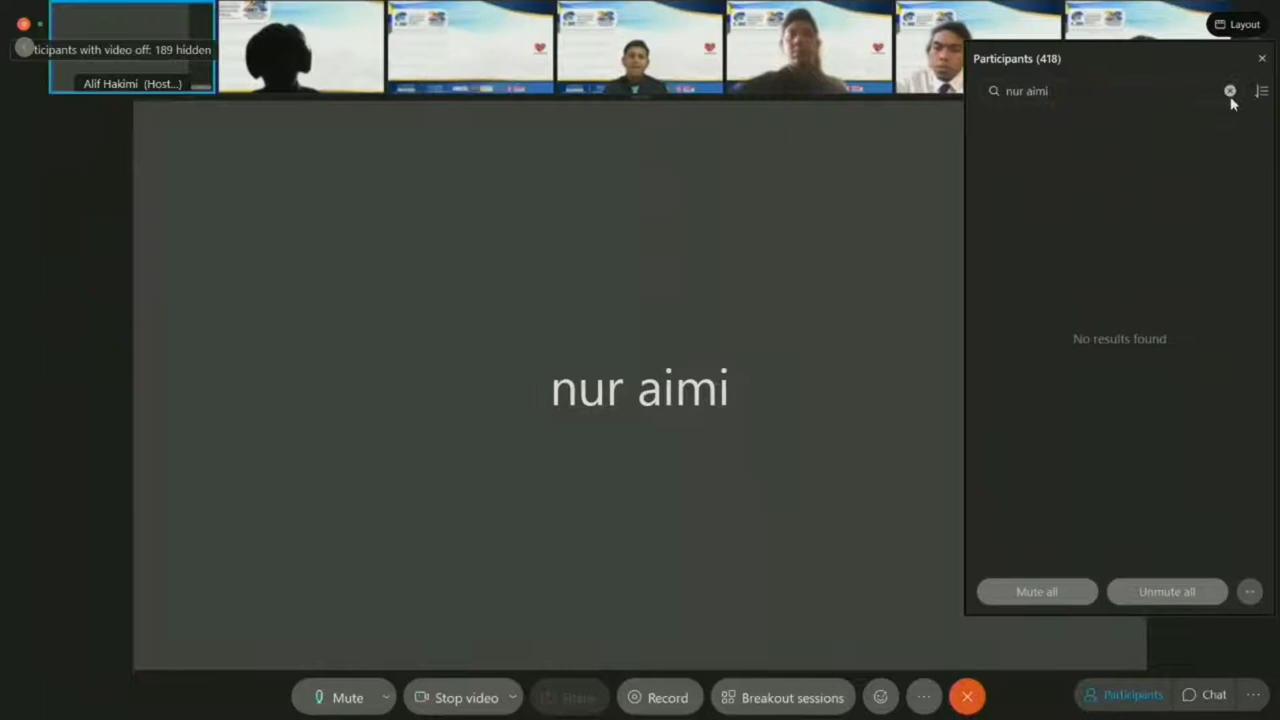 Layout
ticipants with video off: 189 hidden
Alif Hakimi (Host...)
Participants (418)
nur aimi
No results found
nur aimi
Mute all
Unmute all
Mute
Stop video
Share
Record
Breakout sessions
Participants
Chat